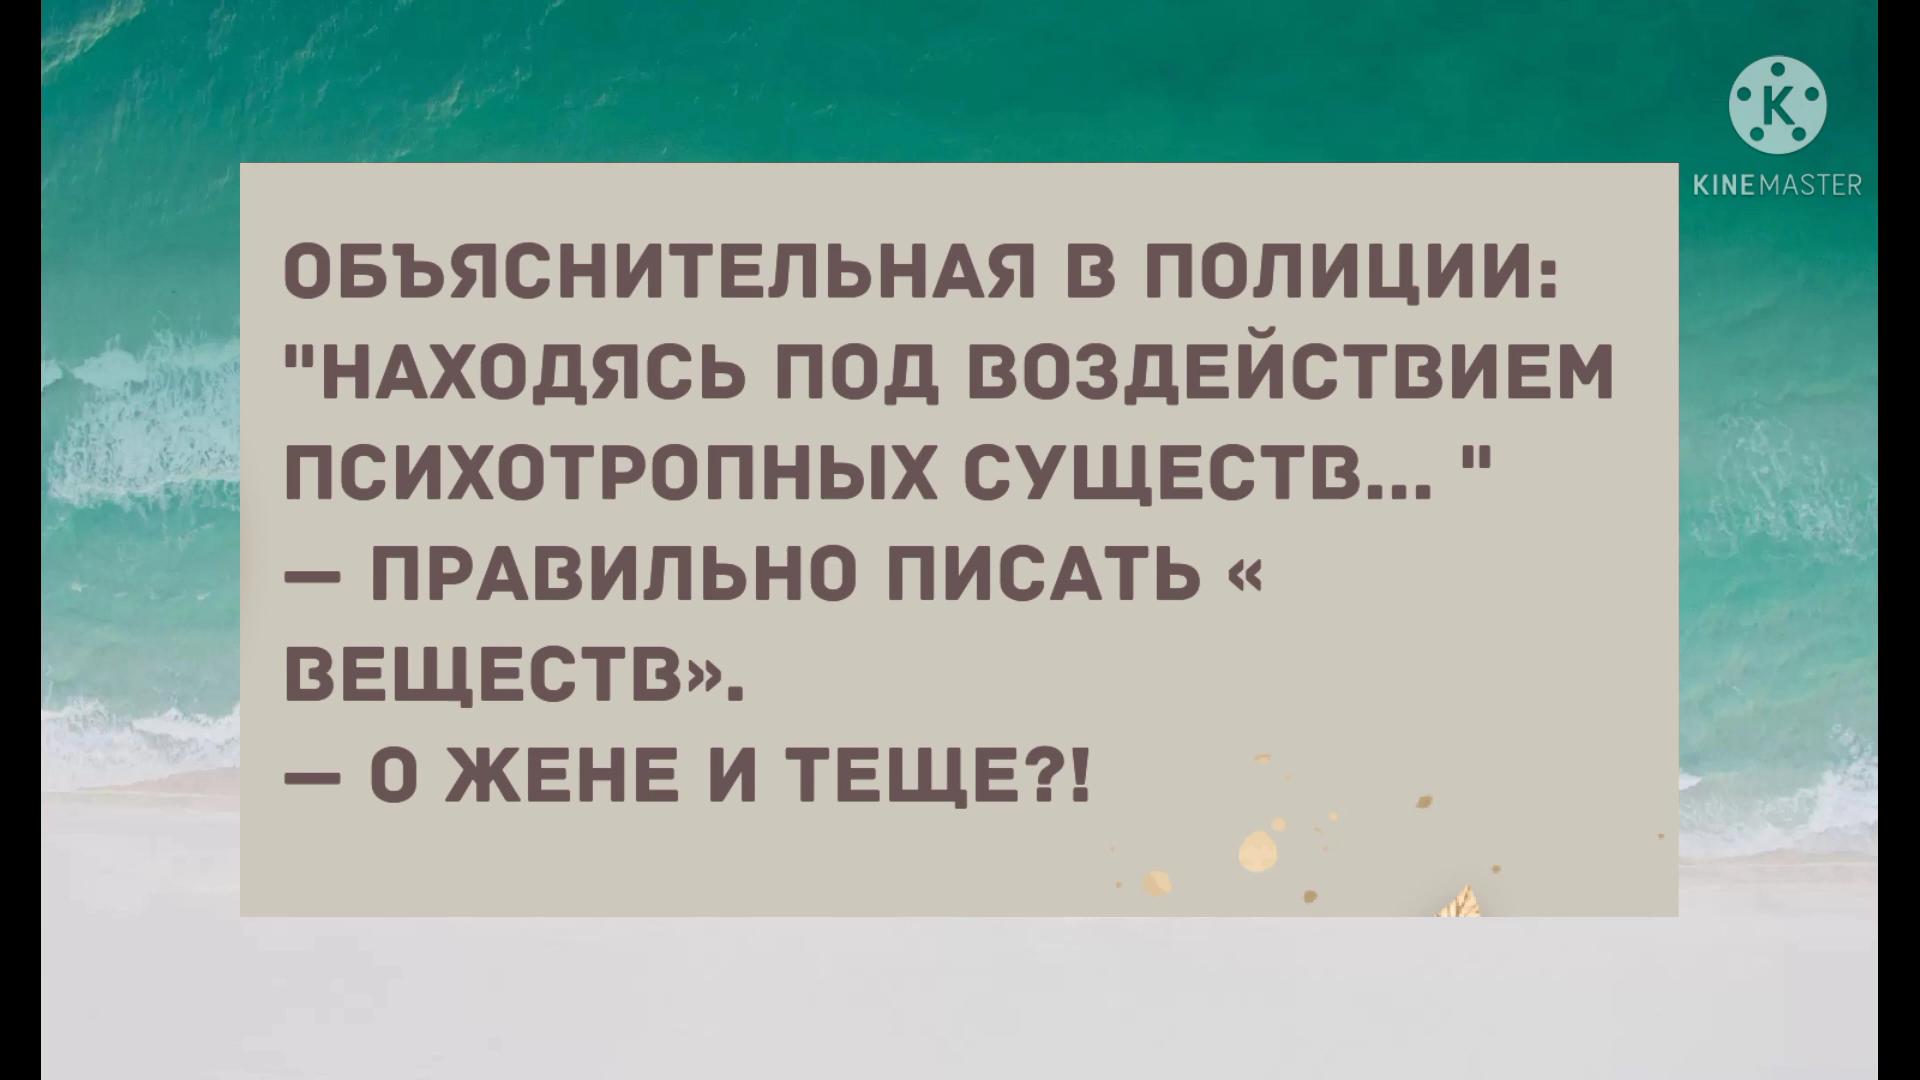 ОБЪЯСНИТЕЛЬНАЯ В ПОЛИЦИИ:
"НАХОДЯСЬ ПОД ВОЗДЕЙСТВИЕМ
ПСИХОТРОПНЫХ СУЩЕСТВ... "
— ПРАВИЛЬНО ПИСАТЬ «
ВЕЩЕСТВ».
— О ЖЕНЕ И ТЕЩЕ?!
K
KINEMASTER